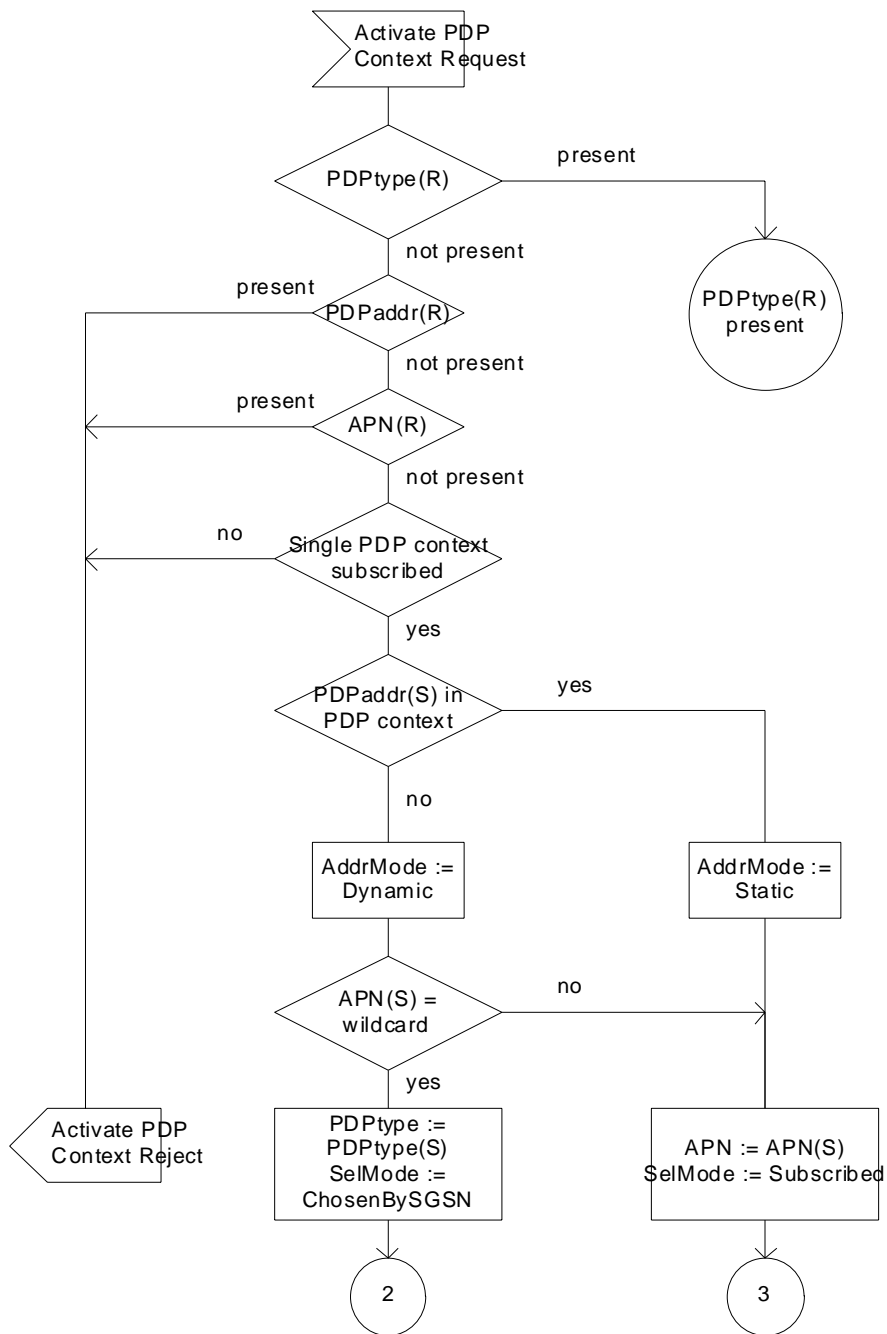 Activate PDP
Context Request
PDPtype(R)
present
not present
PDPtype(R)
present
present
PDPaddr(R)
not present
present
APN(R)
not present
no
Single PDP context
subscribed
yes
PDPaddr(S) in
PDP context
yes
no
AddrMode :=
Dynamic
AddrMode :=
Static
APN(S) =
wildcard
no
yes
Activate PDP
Context Reject
PDPtype :=
PDPtype(S)
SelMode :=
ChosenBySGSN
APN := APN(S)
SelMode := Subscribed
2
3